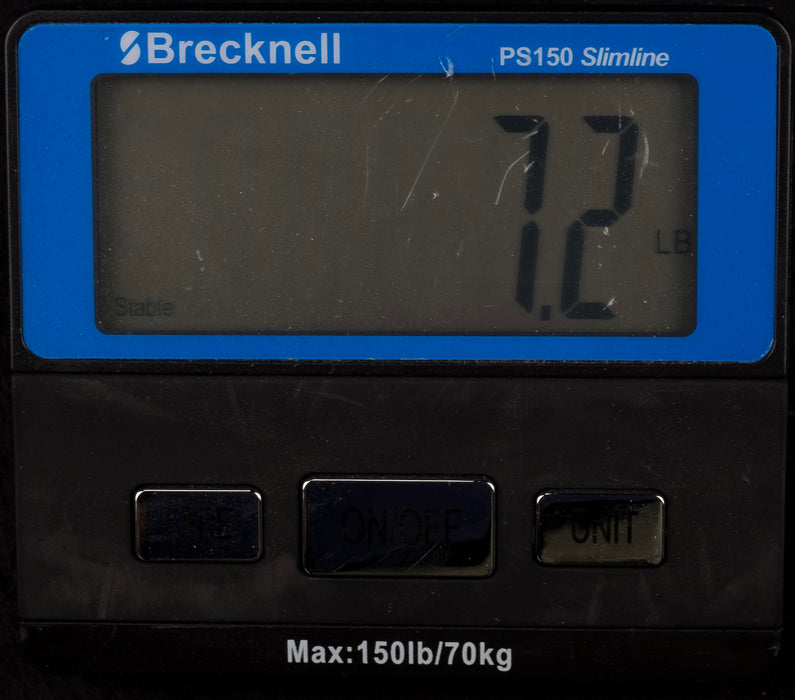 Brecknell
PS150 Slimline
7.2
LB
Stable
ON/OFF
UNIT
Max:150lb/70kg